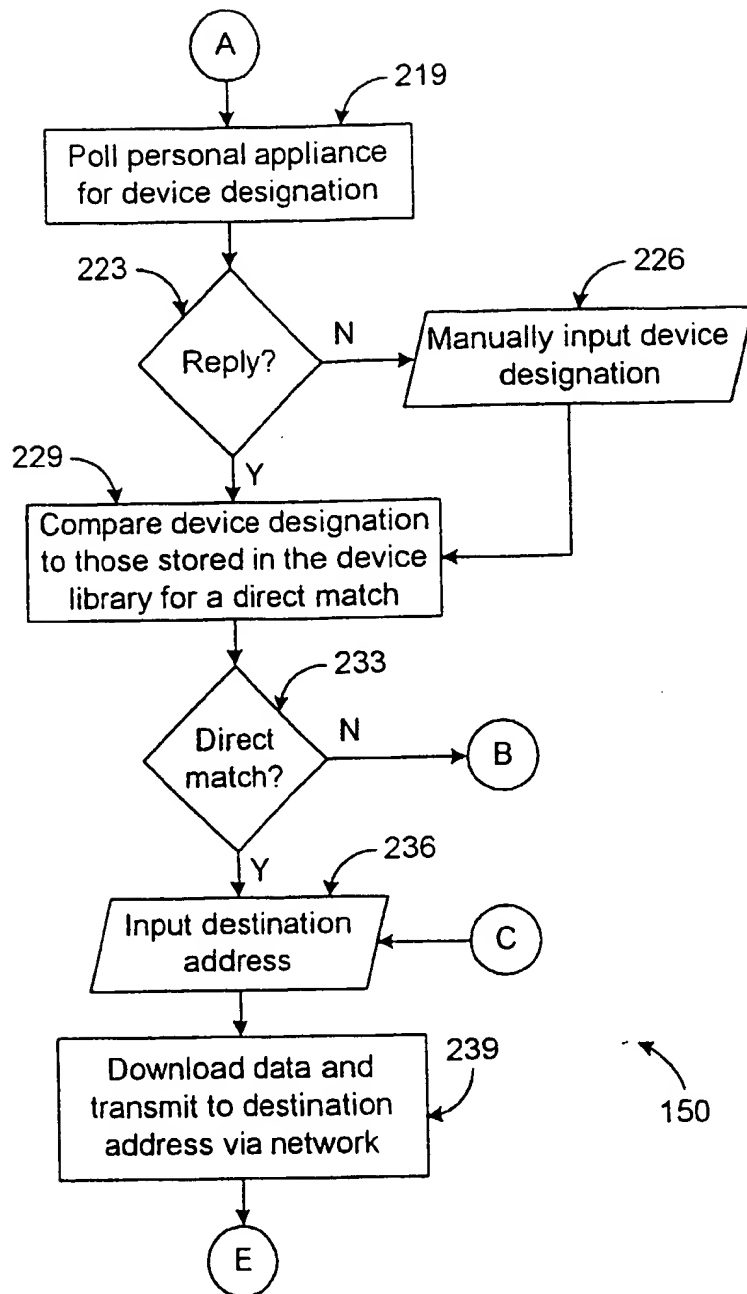 A
219
Poll personal appliance
for device designation
223
Reply?
N
226
Manually input device
designation
229
Y
Compare device designation
to those stored in the device
library for a direct match
233
Direct
match?
N
B
Y
236
Input destination
address
C
Download data and
transmit to destination
address via network
239
150
E